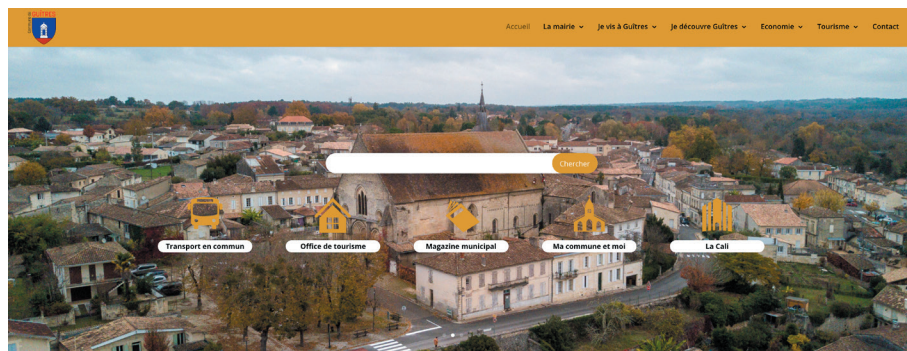 GUÎTRES
Accueil La mairie Je vis à Guîtres Je découvre Guîtres Economie Tourisme Contact
Chercher
Transport en commun Office de tourisme Magazine municipal Ma commune et moi La Cali